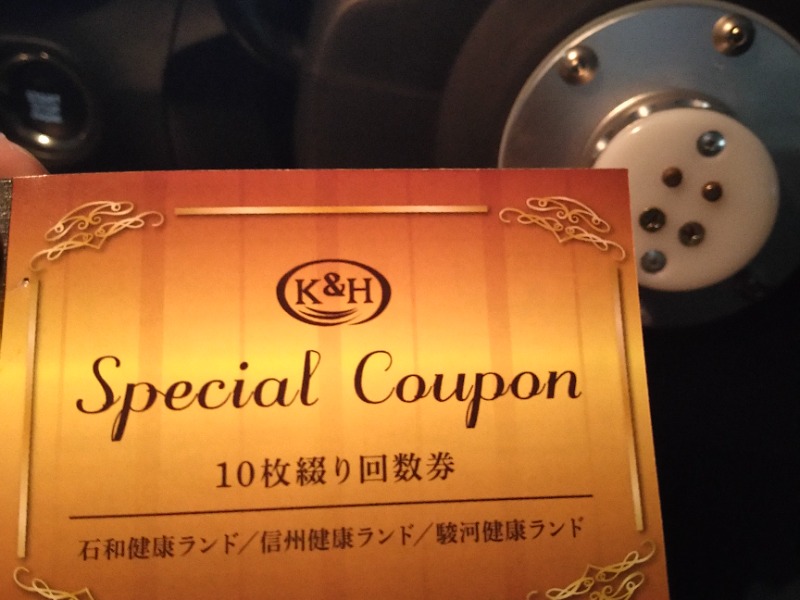 K&H
Special Coupon
10枚綴り回数券
石和健康ランド／信州健康ランド／駿河健康ランド